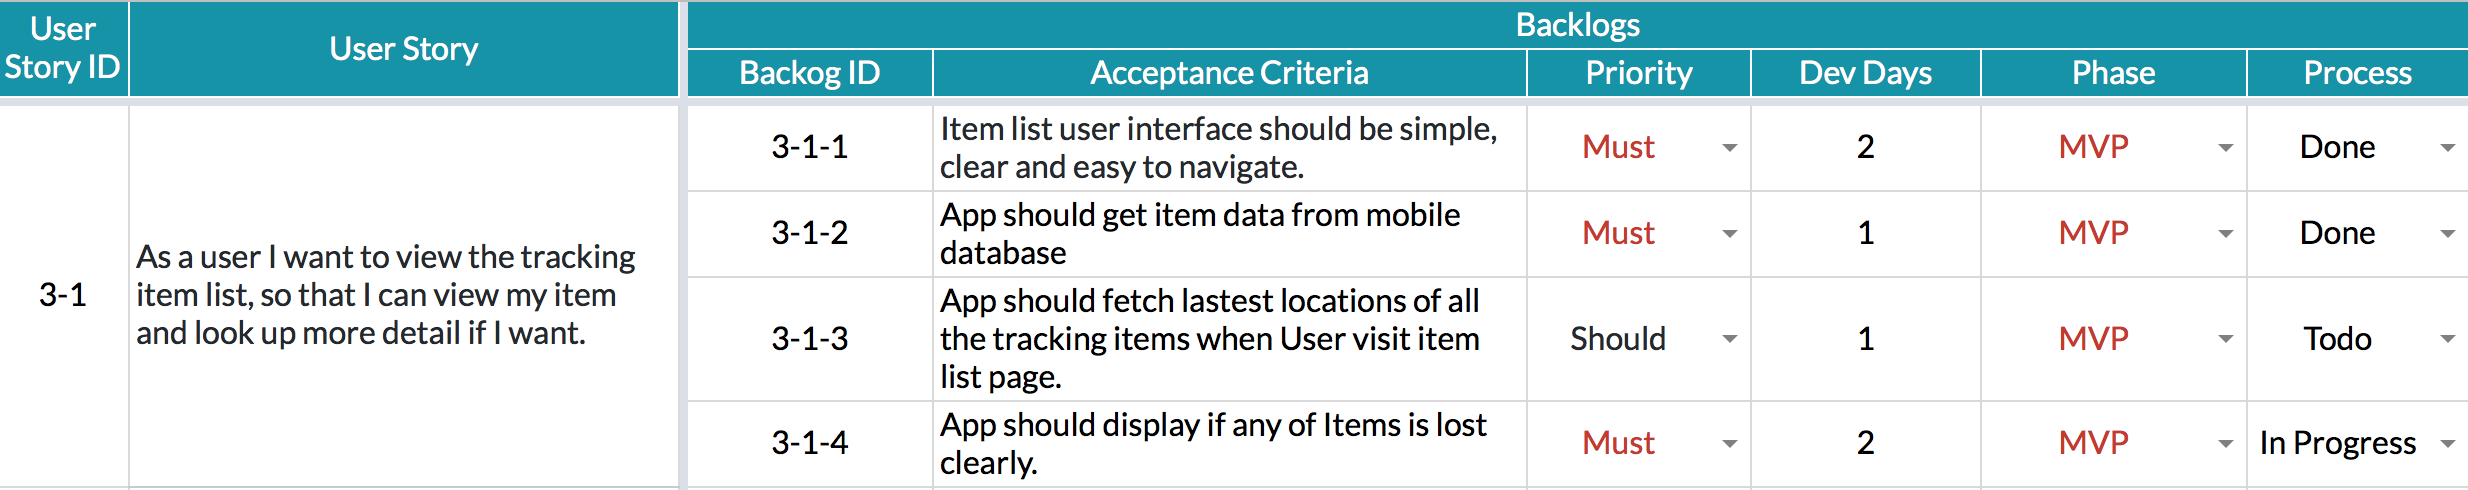 User
Story ID
User Story
Backlogs
Backog ID
Acceptance Criteria
Priority
Dev Days
Phase
Process
3-1
As a user I want to view the tracking
item list, so that I can view my item
and look up more detail if I want.
3-1-1
Item list user interface should be simple,
clear and easy to navigate.
Must
2
MVP
Done
3-1-2
App should get item data from mobile
database
Must
1
MVP
Done
3-1-3
App should fetch lastest locations of all
the tracking items when User visit item
list page.
Should
1
MVP
Todo
3-1-4
App should display if any of Items is lost
clearly.
Must
2
MVP
In Progress